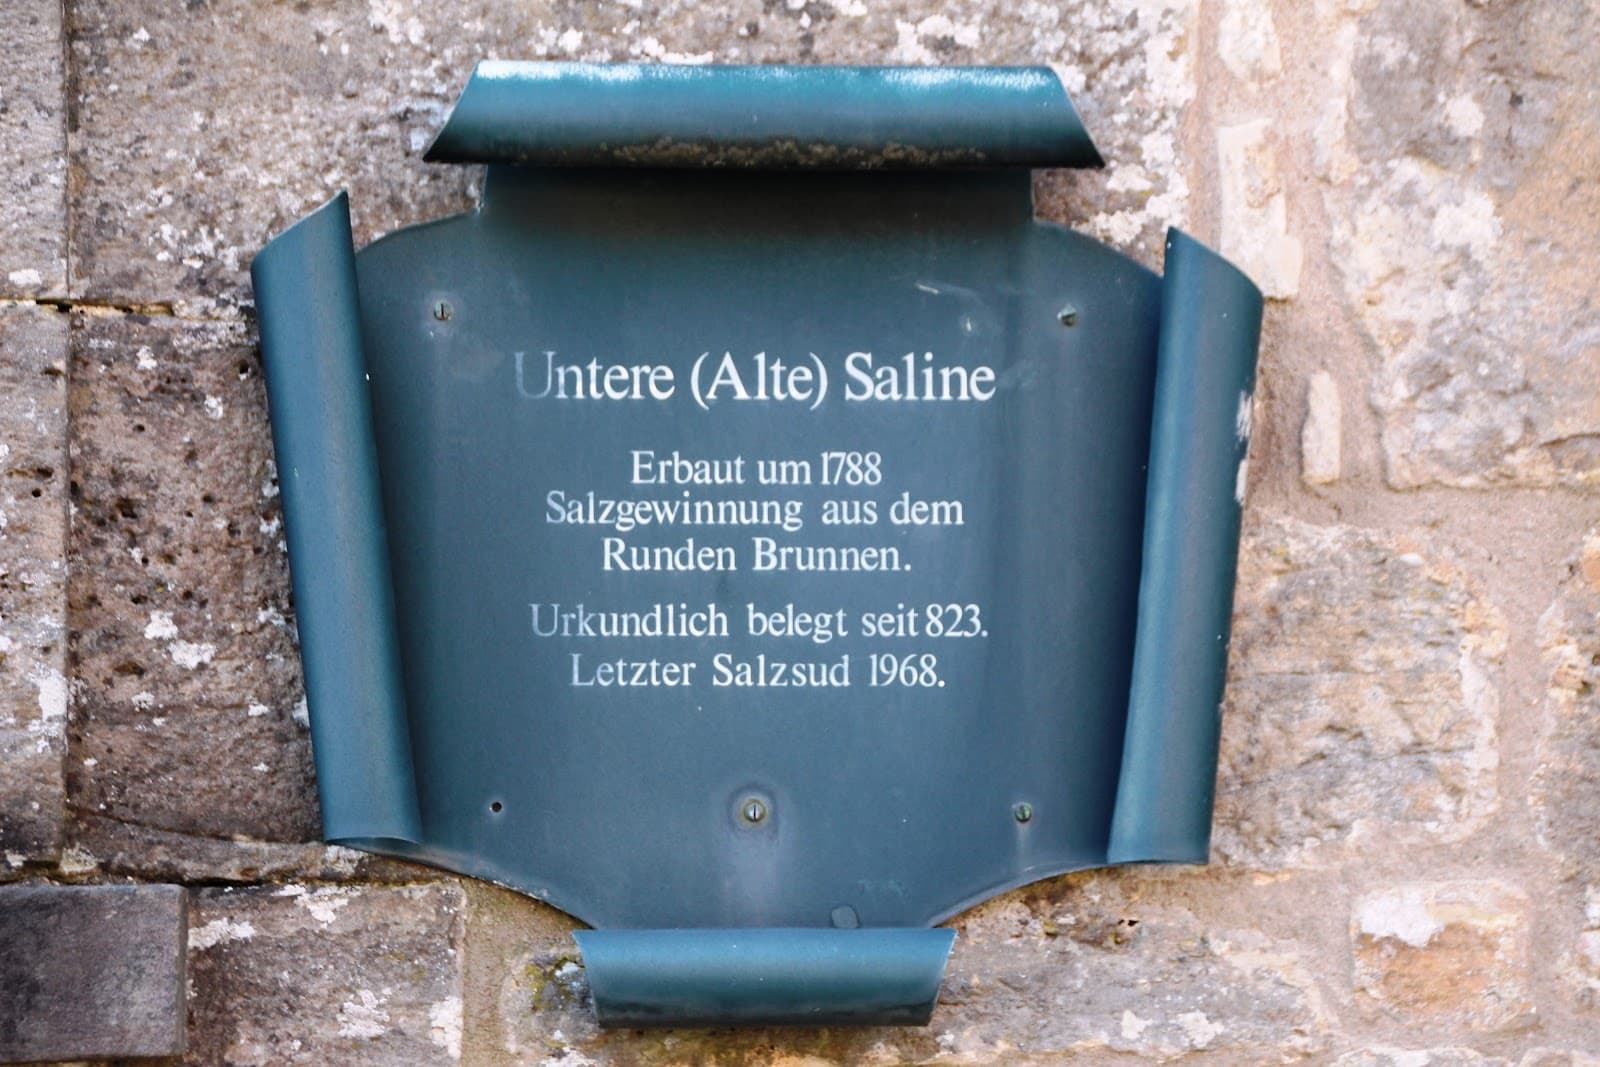 Untere (Alte) Saline
Erbaut um 1788
Salzgewinnung aus dem
Runden Brunnen.
Urkundlich belegt seit 823.
Letzter Salzsud 1968.